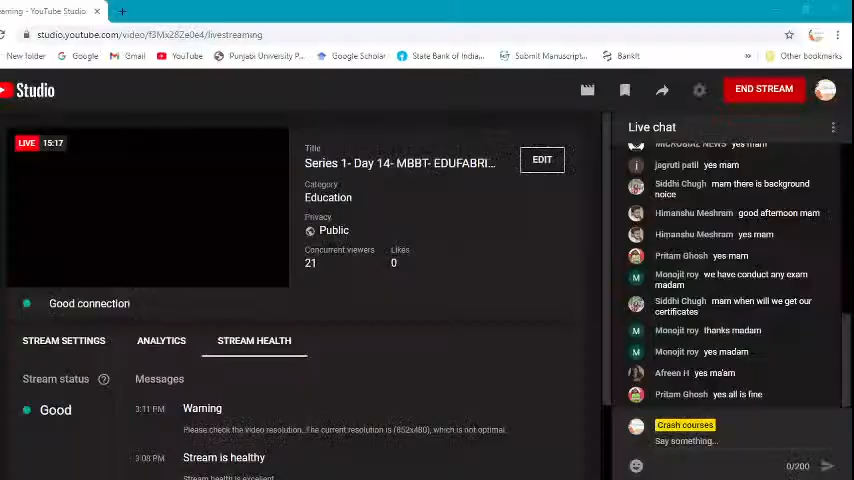 eaming - YouTube Studio
studio.youtube.com/video/f3Mx28Ze0e4/livestreaming
New folder
Google
Gmail
YouTube
Punjabi University P...
Google Scholar
State Bank of India...
Submit Manuscript...
BankIt
»
Other bookmarks
Studio
END STREAM
LIVE 15:17
Title
Series 1- Day 14- MBBT- EDUFABRI...
EDIT
Category
Education
Privacy
Public
Concurrent viewers
21
Likes
0
Good connection
STREAM SETTINGS
ANALYTICS
STREAM HEALTH
Stream status
Good
Messages
3:11 PM Warning
Please check the video resolution. The current resolution is (852x480), which is not optimal.
3:08 PM Stream is healthy
Stream health is excellent.
Live chat
MICROBIZ NEWS yes mam
jagruti patil yes mam
Siddhi Chugh mam there is background
noice
Himanshu Meshram good afternoon mam
Himanshu Meshram yes mam
Pritam Ghosh yes mam
Monojit roy we have conduct any exam
madam
Siddhi Chugh mam when will we get our
certificates
Monojit roy thanks madam
Monojit roy yes madam
Afreen H yes ma'am
Pritam Ghosh yes all is fine
Crash courses
Say something...
0/200